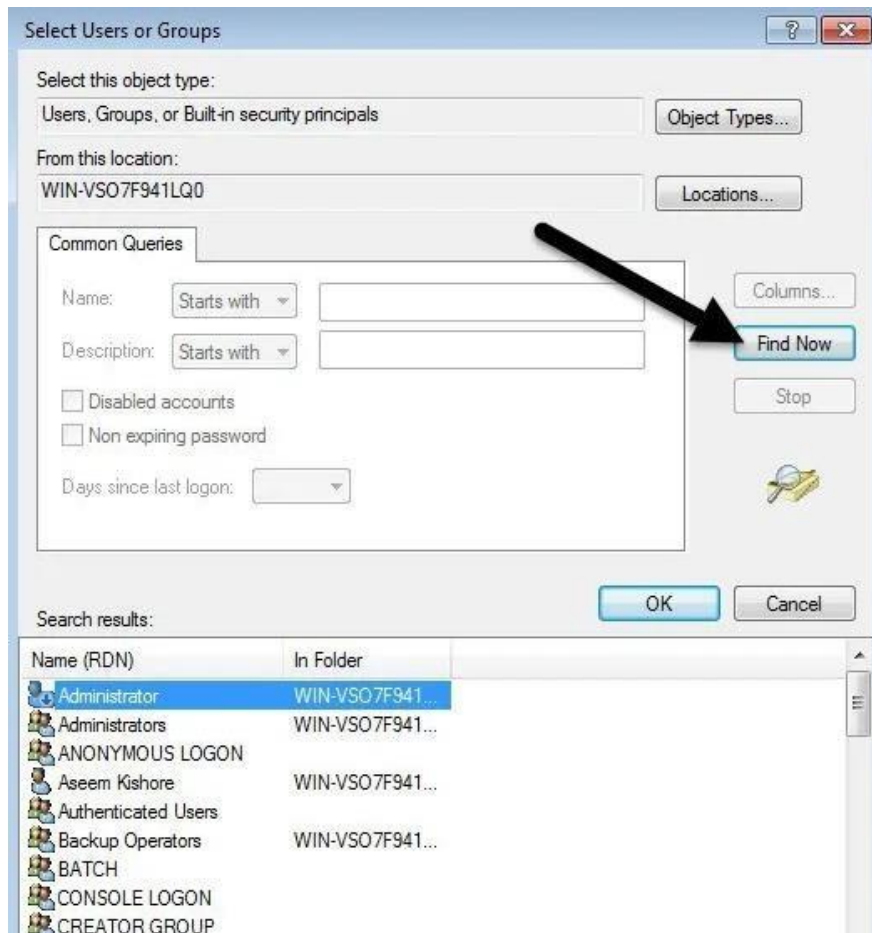 Select Users or Groups
Select this object type:
Users, Groups, or Built-in security principals
Object Types...
From this location:
WIN-VSO7F941LQ0
Locations...
Common Queries
Name: Starts with
Columns...
Description: Starts with
Find Now
Disabled accounts
Stop
Non expiring password
Days since last logon:
OK Cancel
Search results:
Name (RDN) In Folder
Administrator WIN-VSO7F941...
Administrators WIN-VSO7F941...
ANONYMOUS LOGON
Aseem Kishore WIN-VSO7F941...
Authenticated Users
Backup Operators WIN-VSO7F941...
BATCH
CONSOLE LOGON
CREATOR GROUP